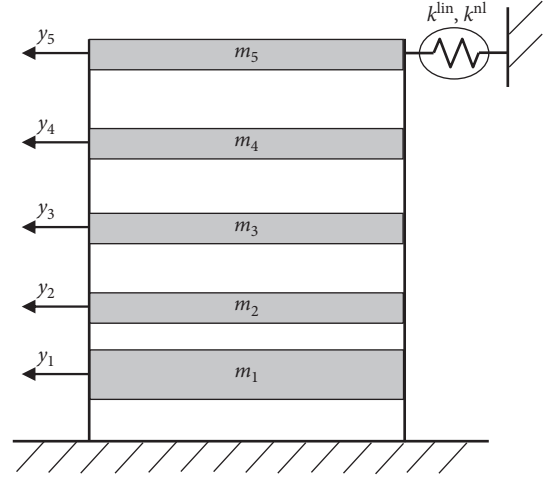 k^lin, k^nl
y₅
m₅
y₄
m₄
y₃
m₃
y₂
m₂
y₁
m₁